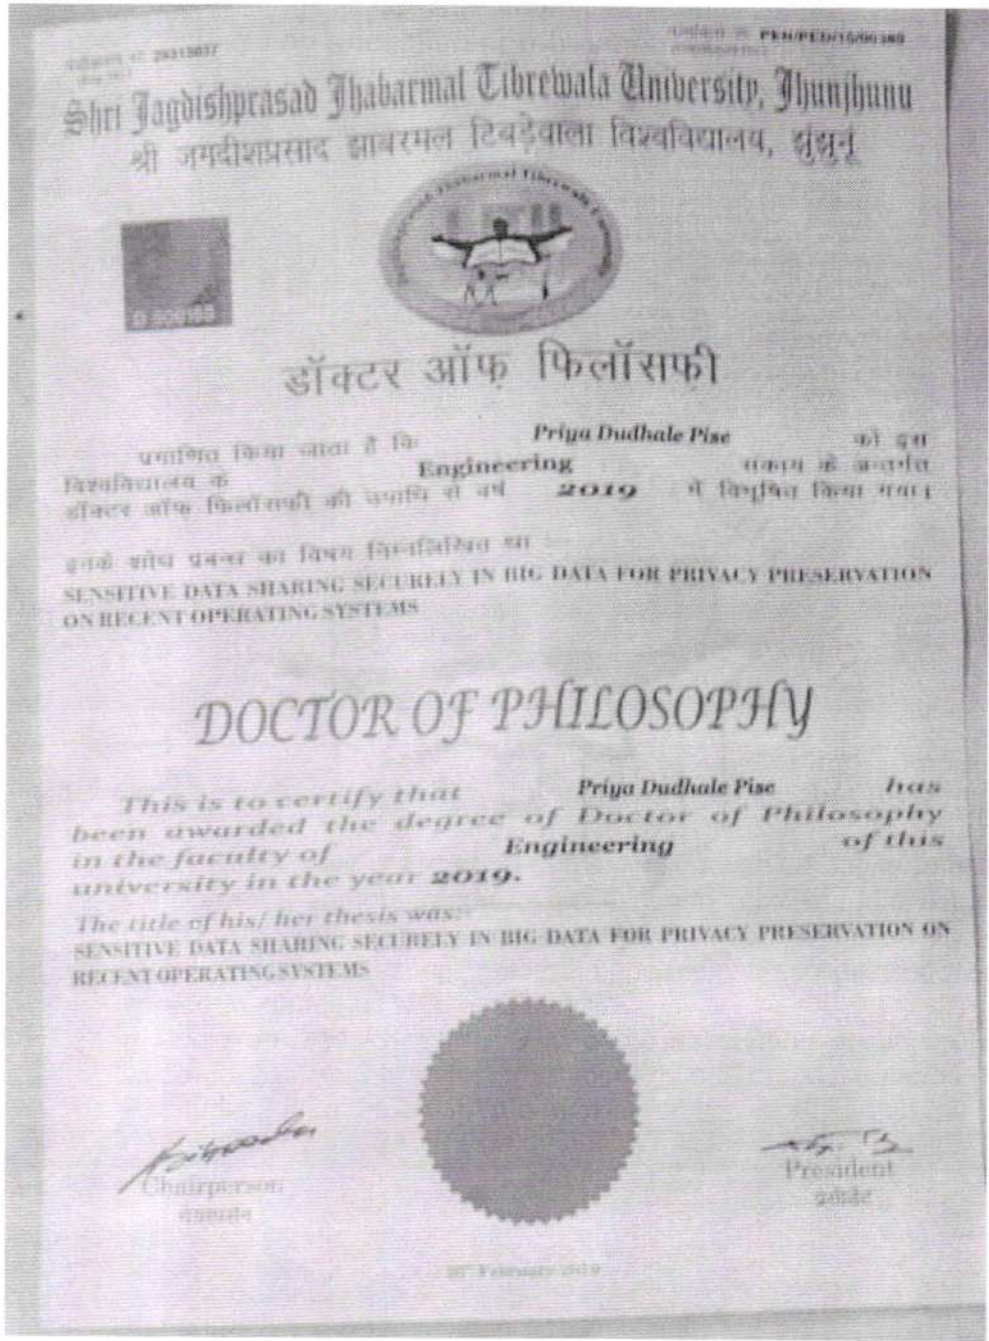 Shri Jagdishprasad Jhabarmal Tibrewala University, Jhunjhunu
श्री जगदीशप्रसाद झाबरमल टिबड़ेवाला विश्वविद्यालय, झुंझुनूं
डॉक्टर ऑफ़ फिलॉसफी
प्रमाणित किया जाता है कि Priya Dudhale Pise को इस
विश्वविद्यालय के Engineering संकाय के अन्तर्गत
डॉक्टर ऑफ फिलॉसफी की उपाधि से वर्ष 2019 में विभूषित किया गया।
इनके शोध प्रबन्ध का विषय निम्नलिखित था :
SENSITIVE DATA SHARING SECURELY IN BIG DATA FOR PRIVACY PRESERVATION
ON RECENT OPERATING SYSTEMS
DOCTOR OF PHILOSOPHY
This is to certify that Priya Dudhale Pise has
been awarded the degree of Doctor of Philosophy
in the faculty of Engineering of this
university in the year 2019.
The title of his/ her thesis was:-
SENSITIVE DATA SHARING SECURELY IN BIG DATA FOR PRIVACY PRESERVATION ON
RECENT OPERATING SYSTEMS
Chairperson
President
February 2019